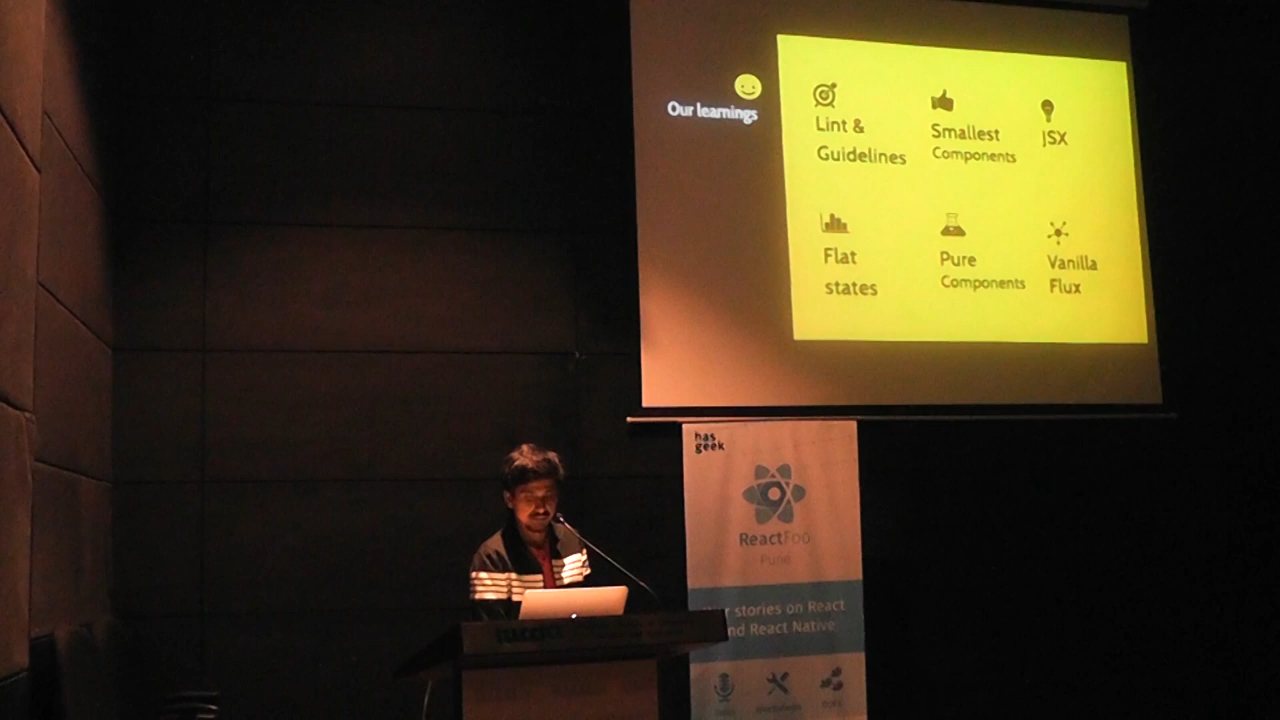 Our learnings
Lint &
Guidelines
Smallest
Components
JSX
Flat
states
Pure
Components
Vanilla
Flux
has
geek
ReactFoo
Pune
stories on React
React Native